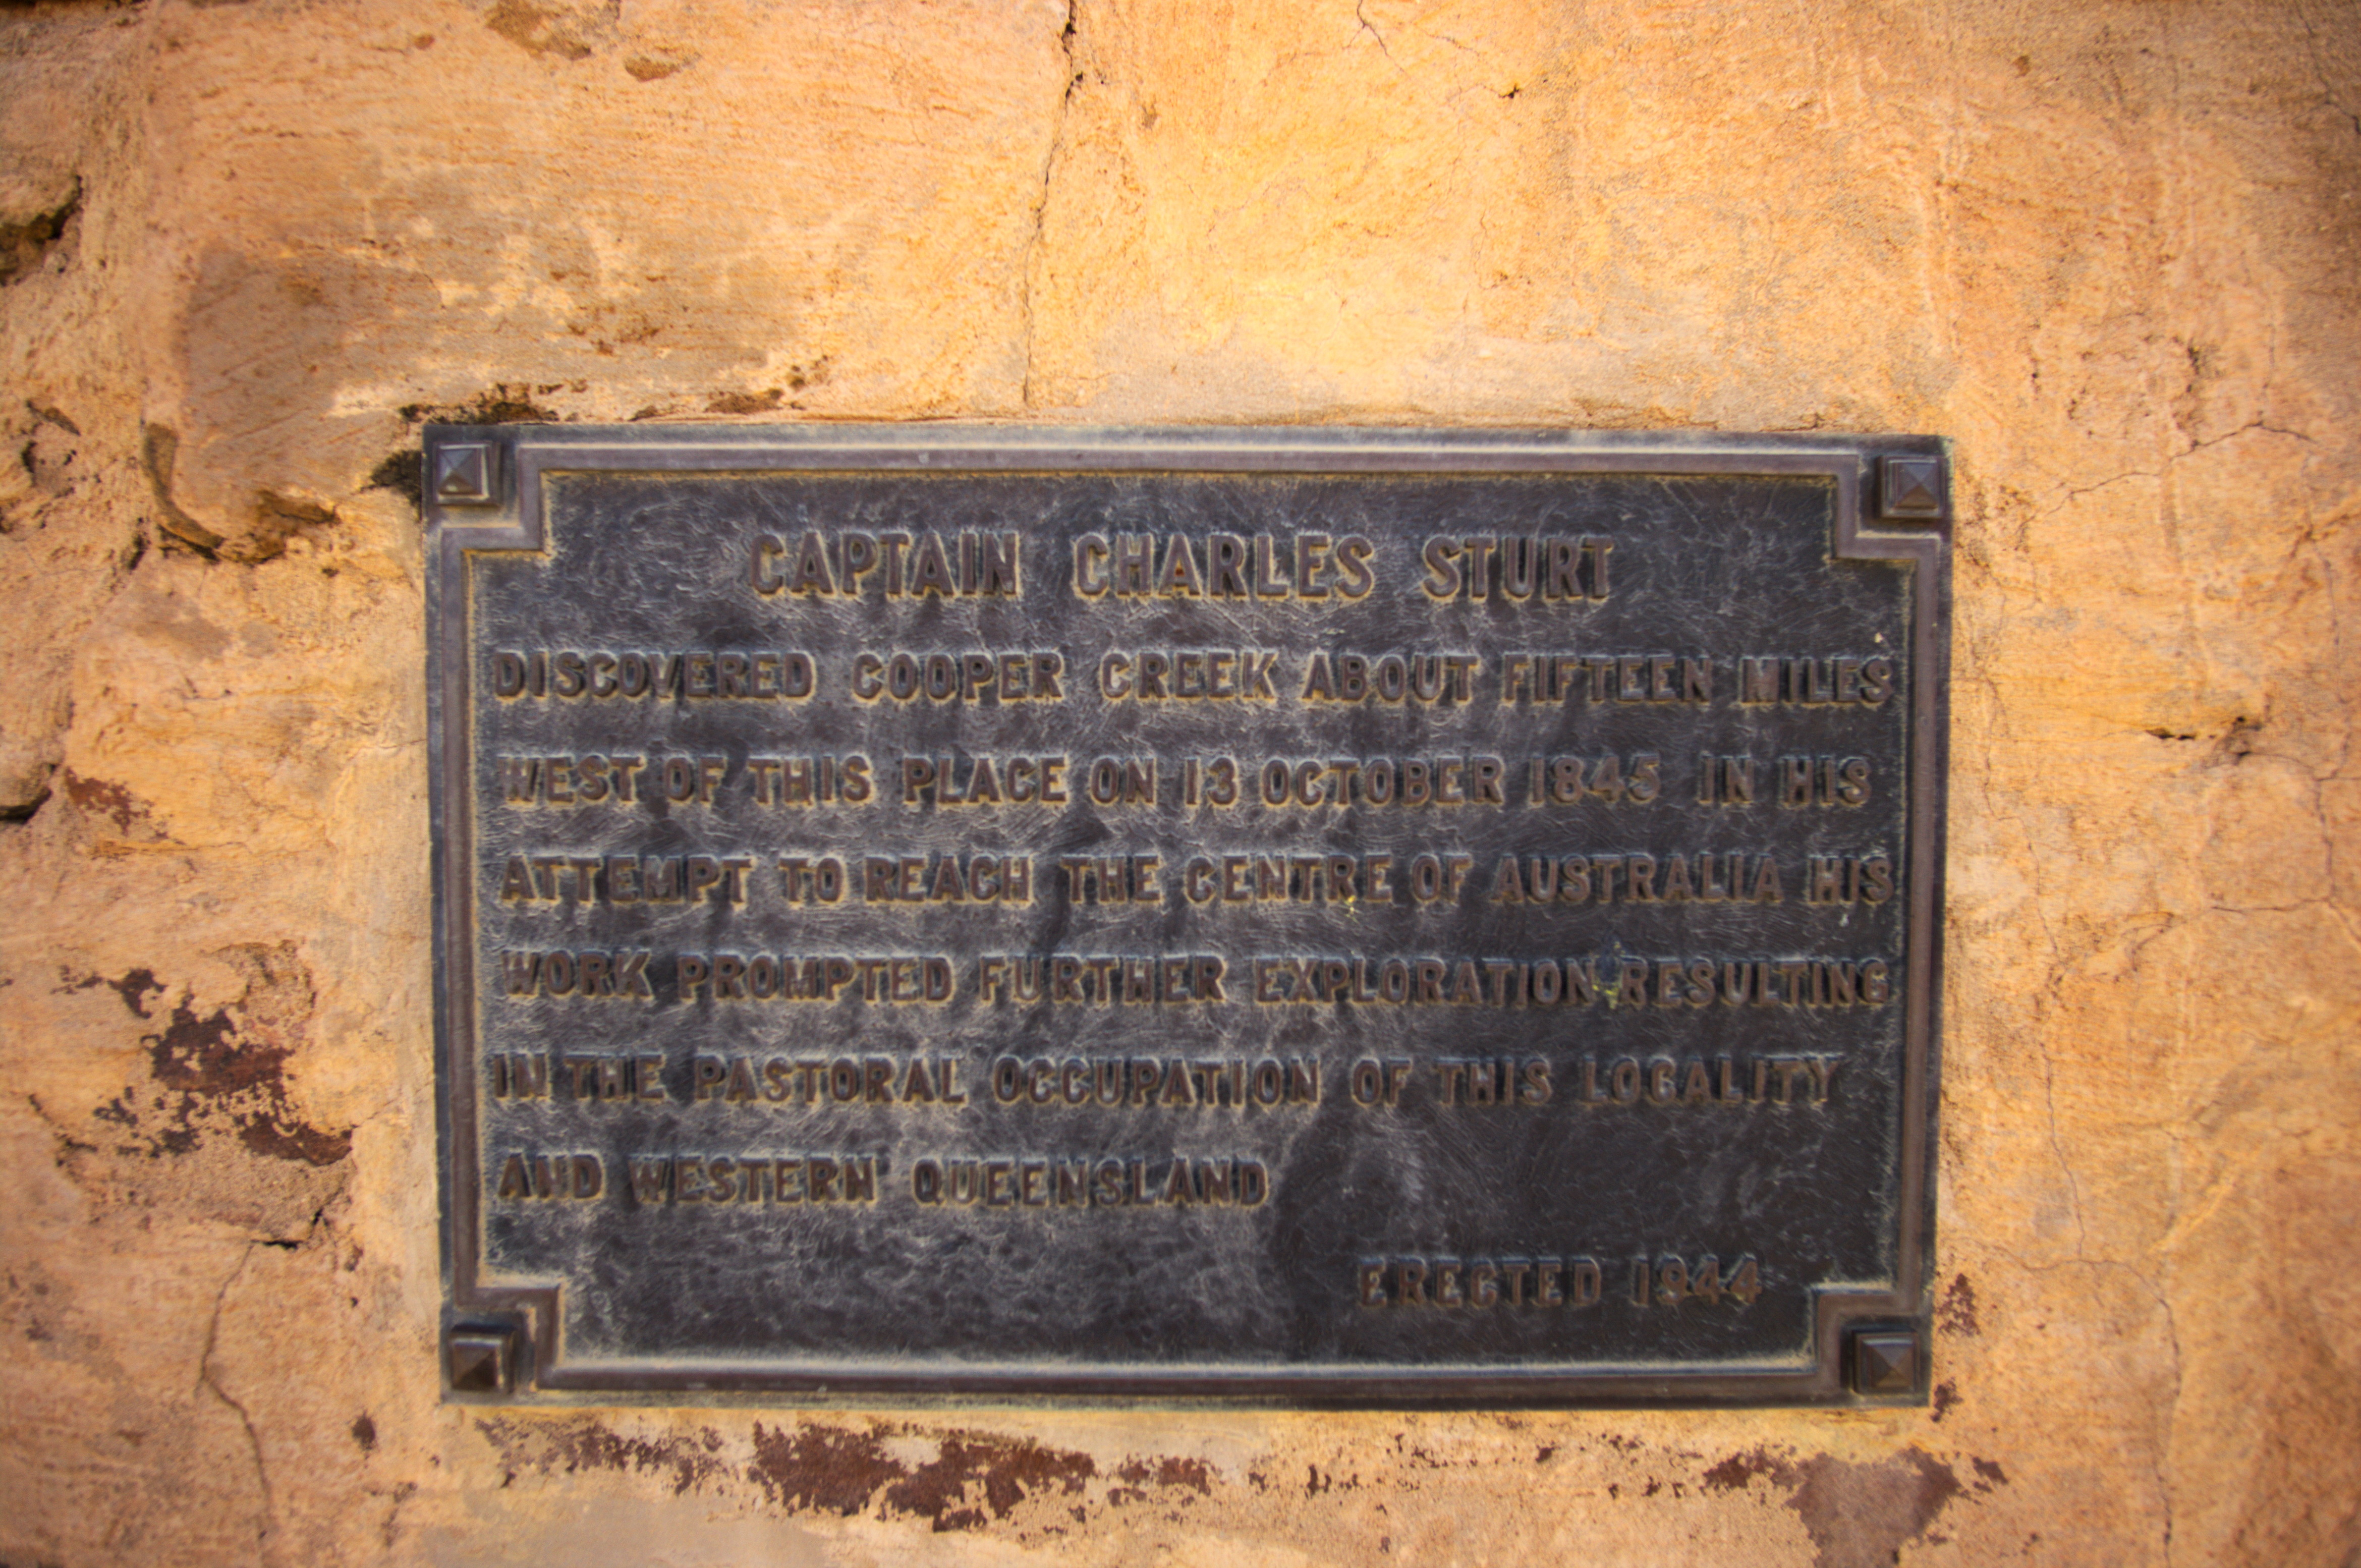 CAPTAIN CHARLES STURT
DISCOVERED COOPER CREEK ABOUT FIFTEEN MILES
WEST OF THIS PLACE ON 13 OCTOBER 1845 IN HIS
ATTEMPT TO REACH THE CENTRE OF AUSTRALIA HIS
WORK PROMPTED FURTHER EXPLORATION RESULTING
IN THE PASTORAL OCCUPATION OF THIS LOCALITY
AND WESTERN QUEENSLAND
ERECTED 1944